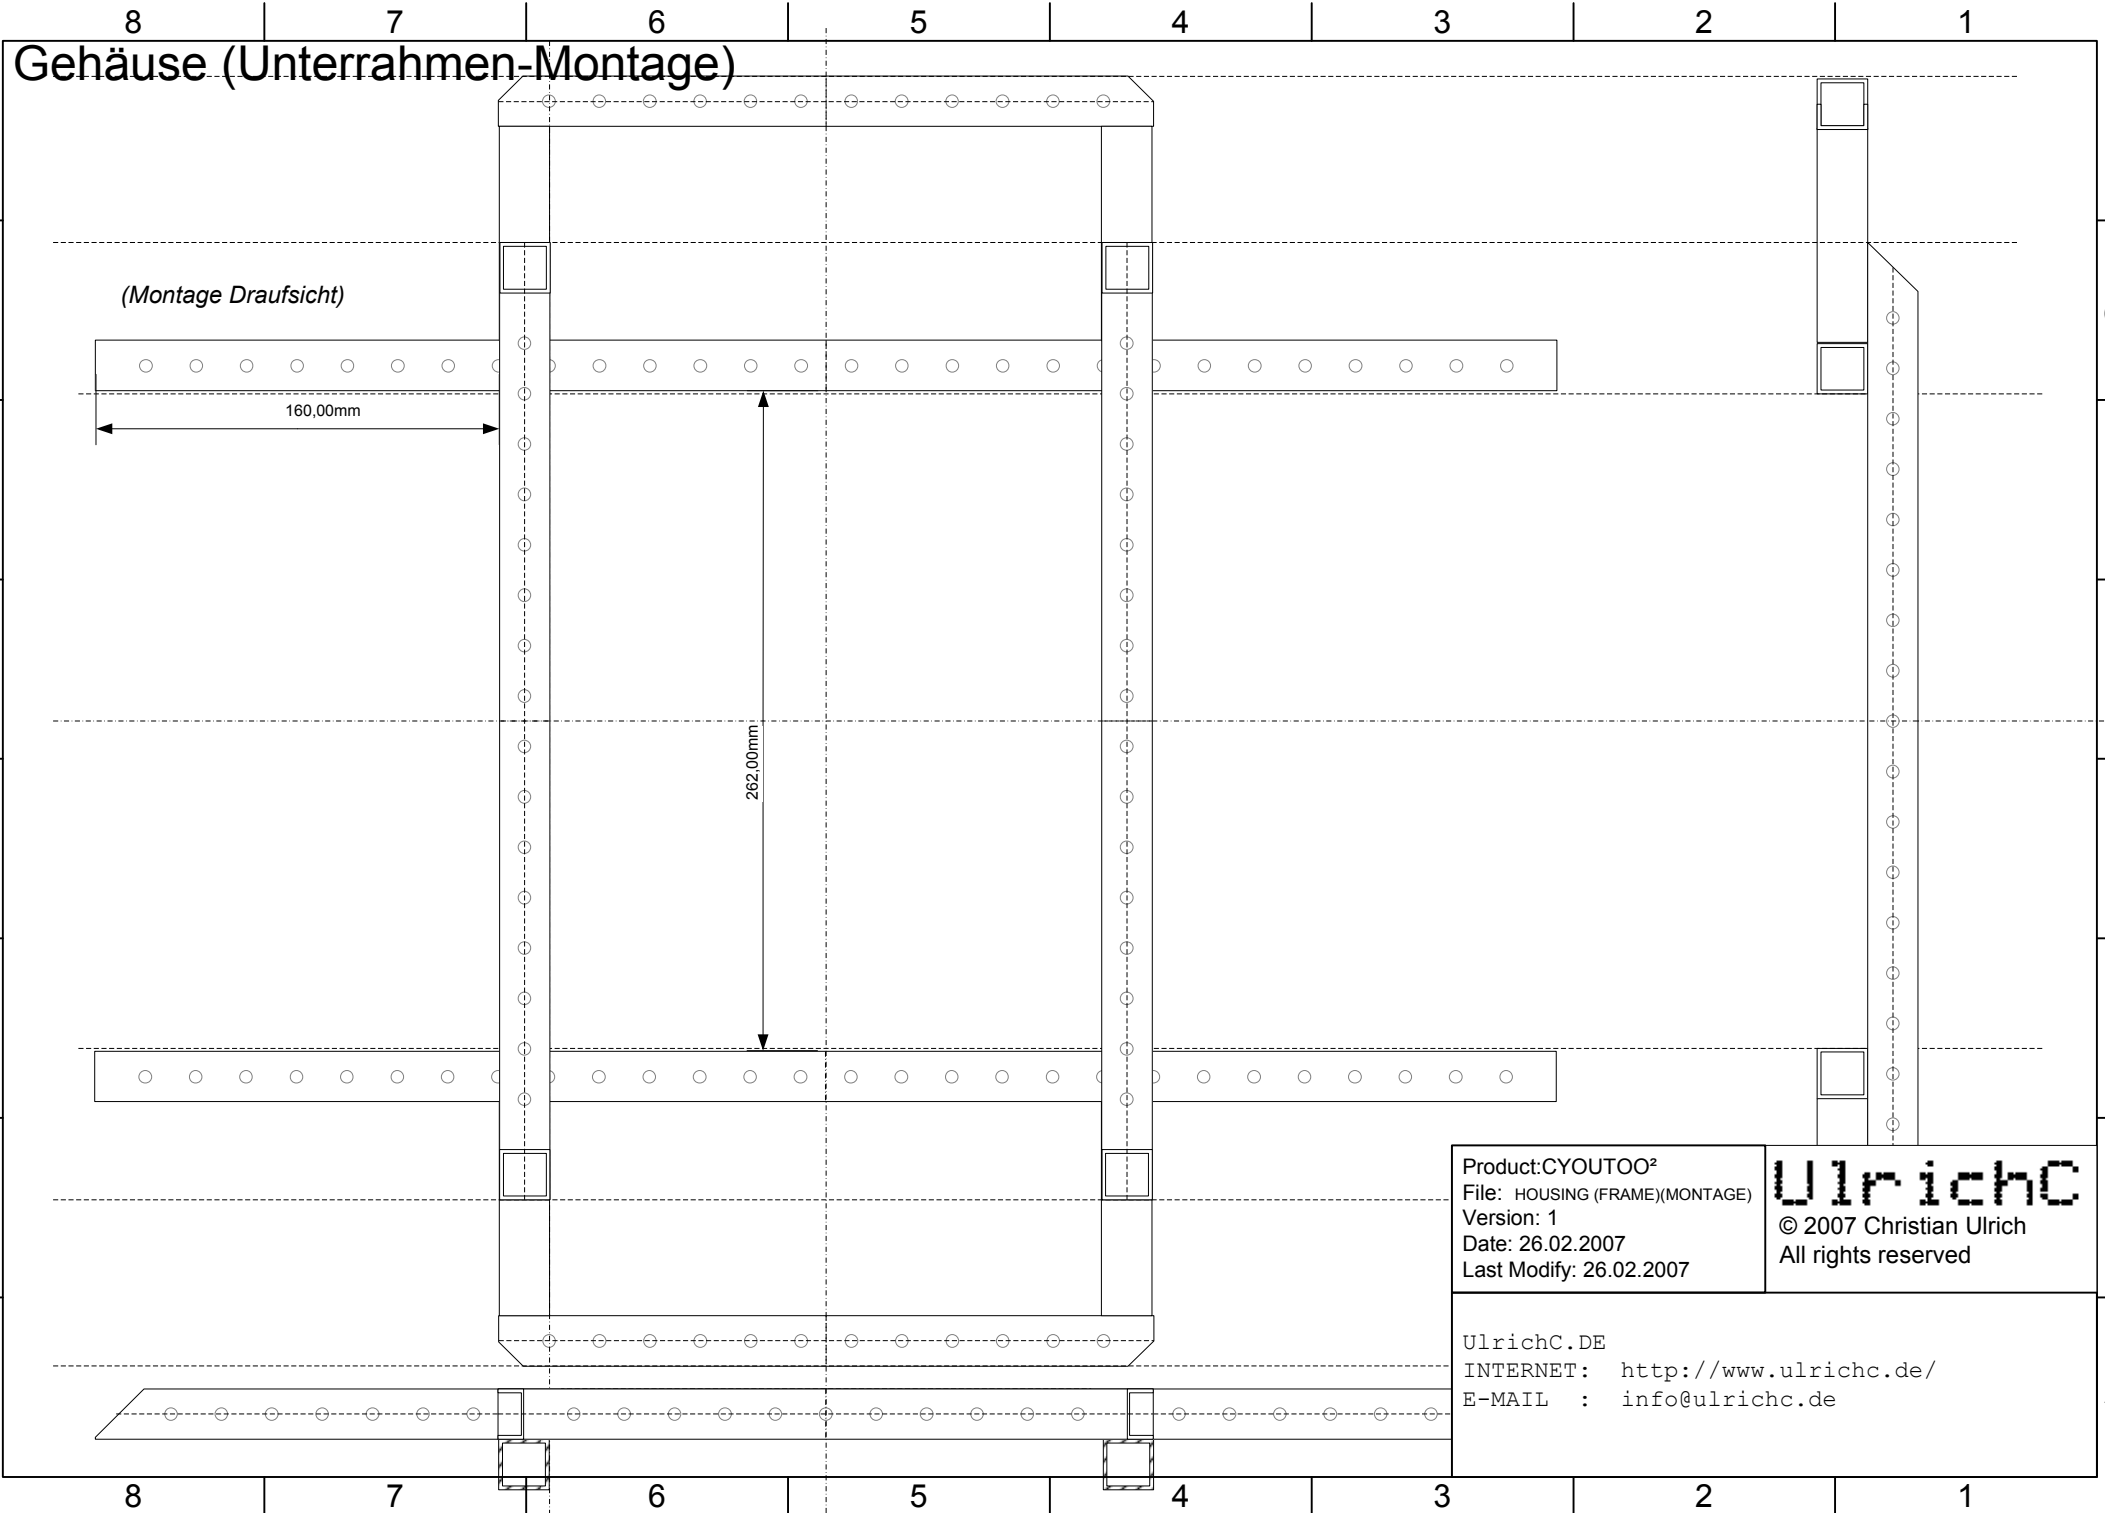 8 7 6 5 4 3 2 1
Gehäuse (Unterrahmen-Montage)
(Montage Draufsicht)
160,00mm
262,00mm
Product:CYOUTOO²
File: HOUSING (FRAME)(MONTAGE)
Version: 1
Date: 26.02.2007
Last Modify: 26.02.2007
UlrichC
© 2007 Christian Ulrich
All rights reserved
UlrichC.DE
INTERNET: http://www.ulrichc.de/
E-MAIL : info@ulrichc.de
8 7 6 5 4 3 2 1